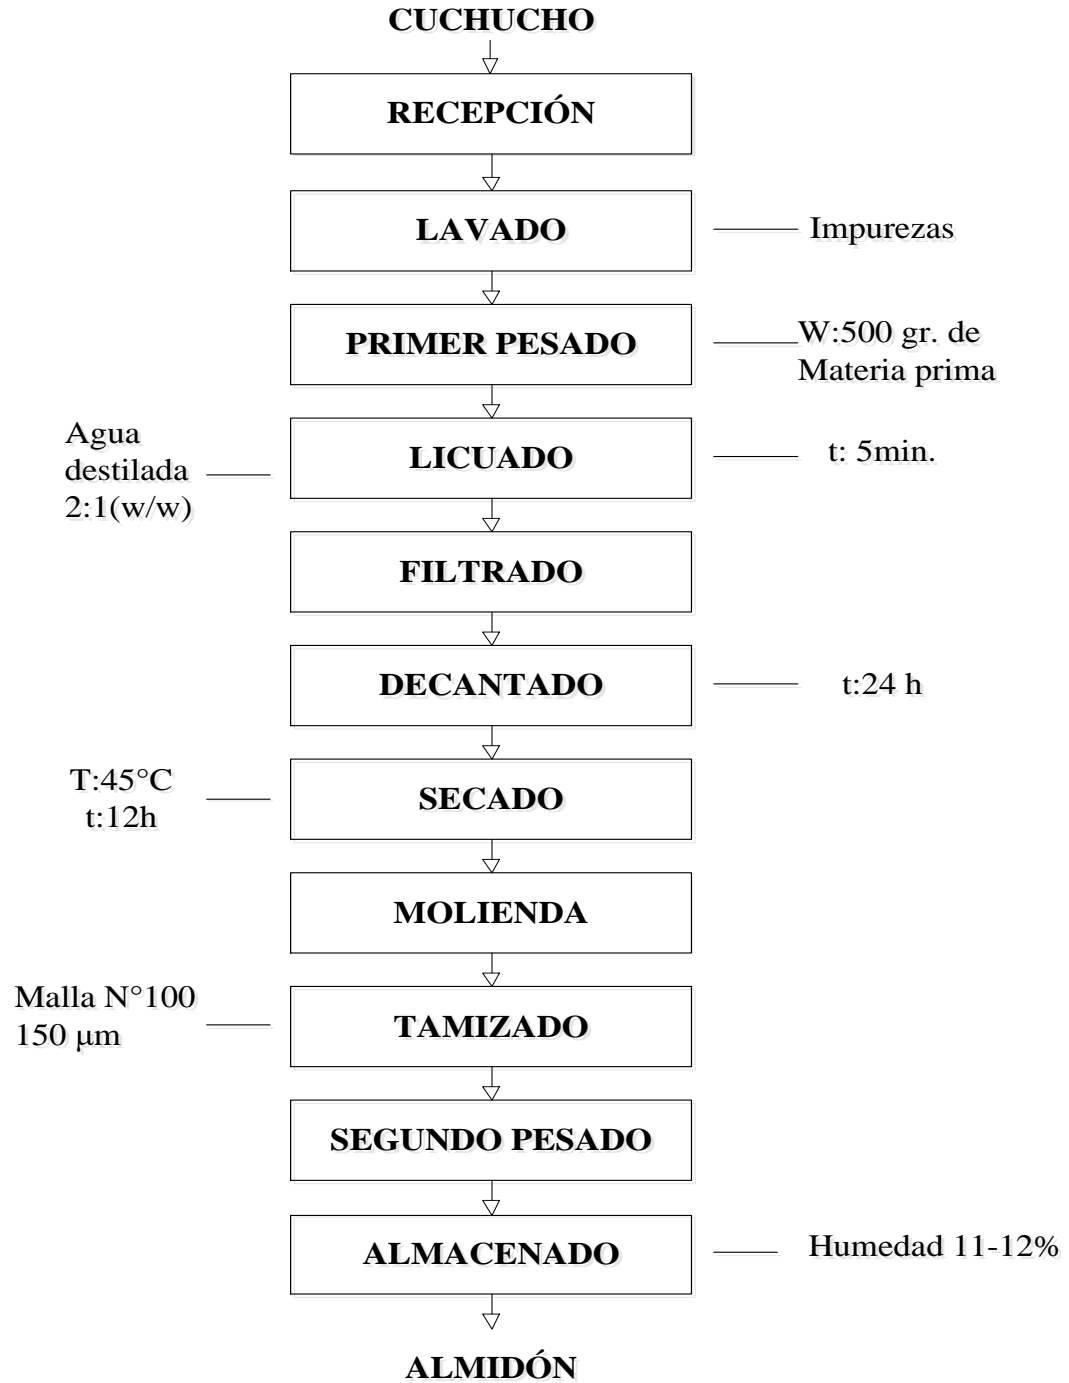 CUCHUCHO
RECEPCIÓN
LAVADO
Impurezas
PRIMER PESADO
W:500 gr. de
Materia prima
Agua
destilada
2:1(w/w)
LICUADO
t: 5min.
FILTRADO
DECANTADO
t:24 h
T:45°C
t:12h
SECADO
MOLIENDA
Malla N°100
150 μm
TAMIZADO
SEGUNDO PESADO
ALMACENADO
Humedad 11-12%
ALMIDÓN